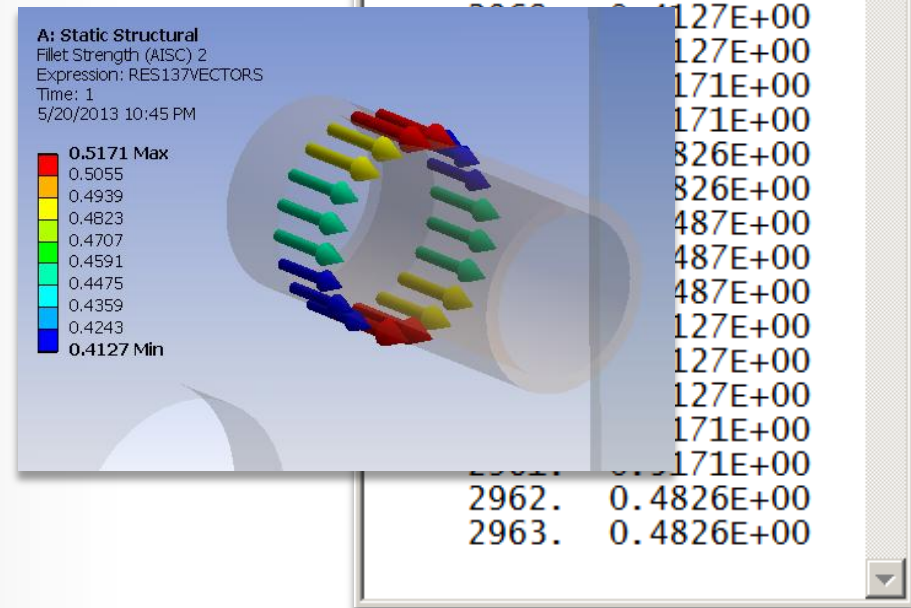 A: Static Structural
Fillet Strength (AISC) 2
Expression: RES137VECTORS
Time: 1
5/20/2013 10:45 PM
0.5171 Max
0.5055
0.4939
0.4823
0.4707
0.4591
0.4475
0.4359
0.4243
0.4127 Min
127E+00
127E+00
171E+00
171E+00
826E+00
826E+00
487E+00
487E+00
487E+00
127E+00
127E+00
127E+00
171E+00
171E+00
2962. 0.4826E+00
2963. 0.4826E+00